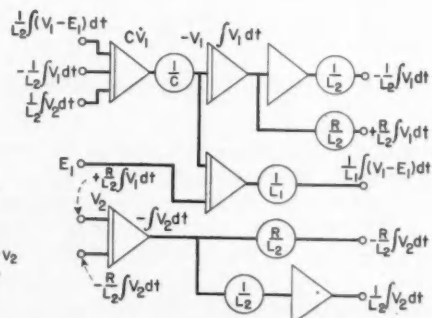 1/L2 ∫(V1-E1)dt
CV̇1
-V1
∫V1dt
-1/L2 ∫V1dt
1/L2 ∫V2dt
1/C
1/L2
-1/L2 ∫V1dt
R/L2
+R/L2 ∫V1dt
E1
1/L1
1/L1 ∫(V1-E1)dt
+R/L2 ∫V1dt
V2
-∫V2dt
R/L2
-R/L2 ∫V2dt
V2
-R/L2 ∫V2dt
1/L2
1/L2 ∫V2dt